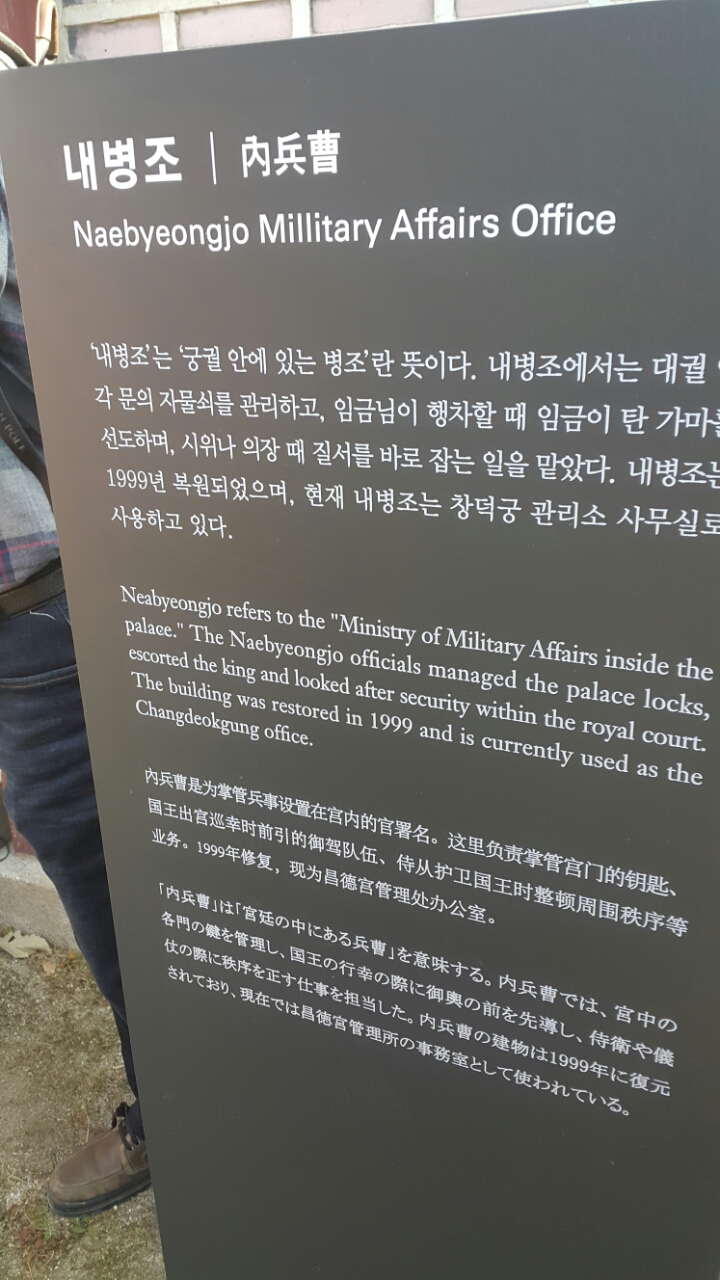 내병조 | 內兵曹
Naebyeongjo Millitary Affairs Office
‘내병조’는 ‘궁궐 안에 있는 병조’란 뜻이다. 내병조에서는 대궐
각 문의 자물쇠를 관리하고, 임금님이 행차할 때 임금이 탄 가마를
선도하며, 시위나 의장 때 질서를 바로 잡는 일을 맡았다. 내병조는
1999년 복원되었으며, 현재 내병조는 창덕궁 관리소 사무실로
사용하고 있다.
Neabyeongjo refers to the "Ministry of Military Affairs inside the
palace." The Naebyeongjo officials managed the palace locks,
escorted the king and looked after security within the royal court.
The building was restored in 1999 and is currently used as the
Changdeokgung office.
內兵曹是为掌管兵事设置在宫内的官署名。这里负责掌管宫门的钥匙、
国王出宫巡幸时前引的御驾队伍、侍从护卫国王时整顿周围秩序等
业务。1999年修复，现为昌德宫管理处办公室。
「内兵曹」は「宮廷の中にある兵曹」を意味する。内兵曹では、宮中の
各門の鍵を管理し、国王の行幸の際に御輿の前を先導し、侍衛や儀
仗の際に秩序を正す仕事を担当した。内兵曹の建物は1999年に復元
されており、現在では昌徳宮管理所の事務室として使われている。